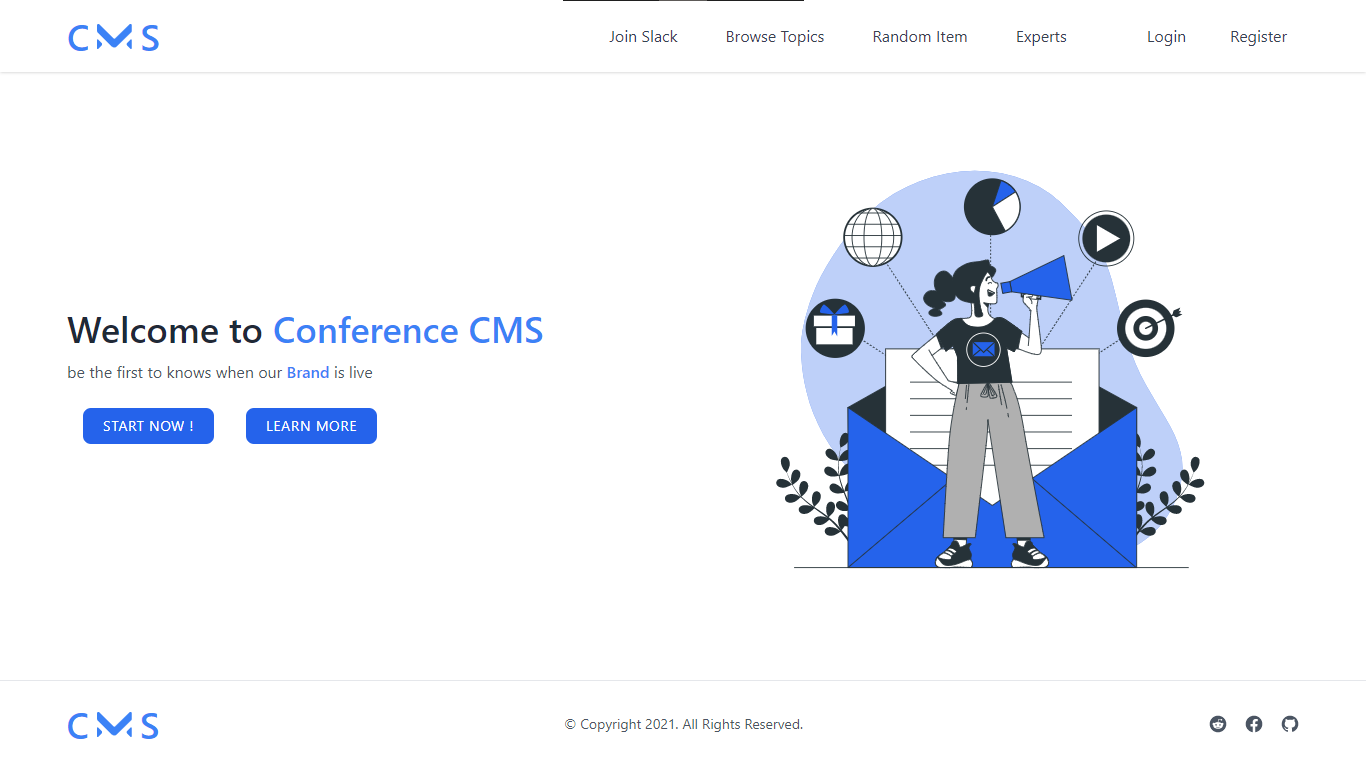 CMS
Join Slack Browse Topics Random Item Experts Login Register
Welcome to Conference CMS
be the first to knows when our Brand is live
START NOW ! LEARN MORE
CMS
© Copyright 2021. All Rights Reserved.